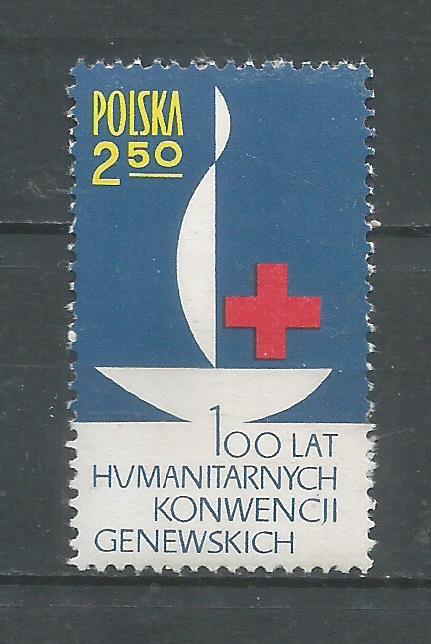 POLSKA
2 50
100 LAT
HVMANITARNYCH
KONWENCJI
GENEWSKICH